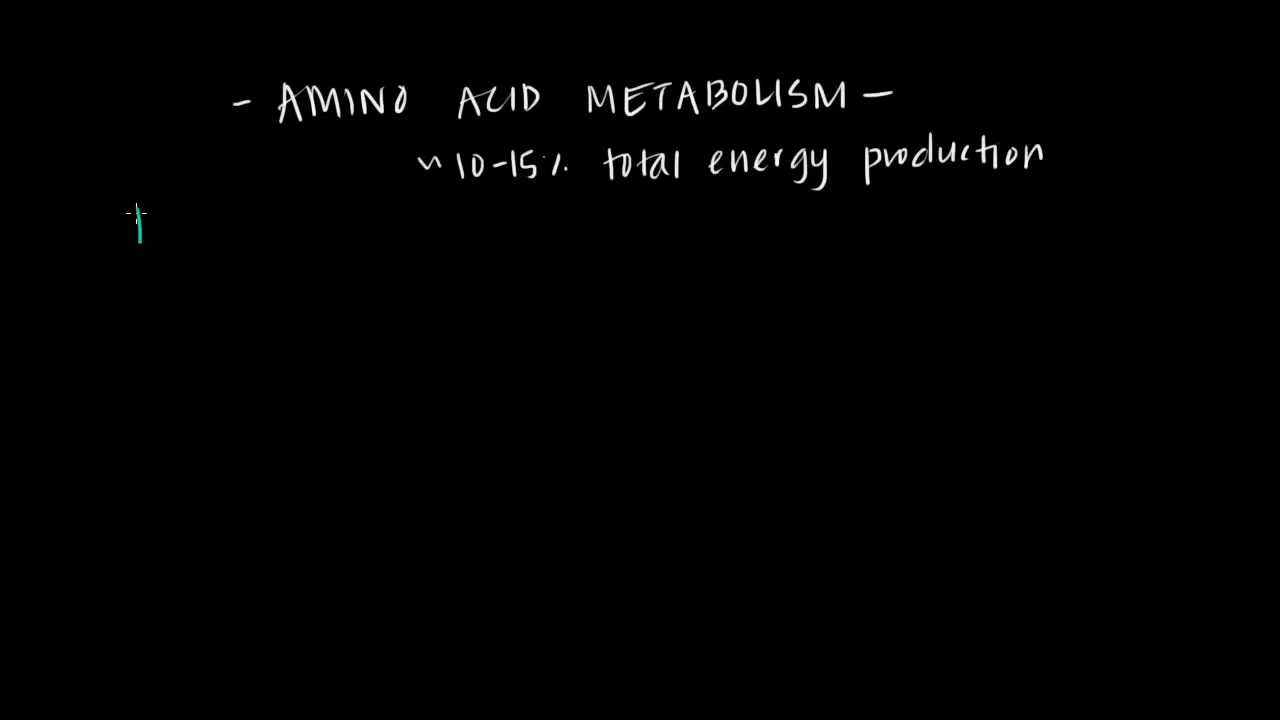 - AMINO ACID METABOLISM -
~ 10-15% total energy production